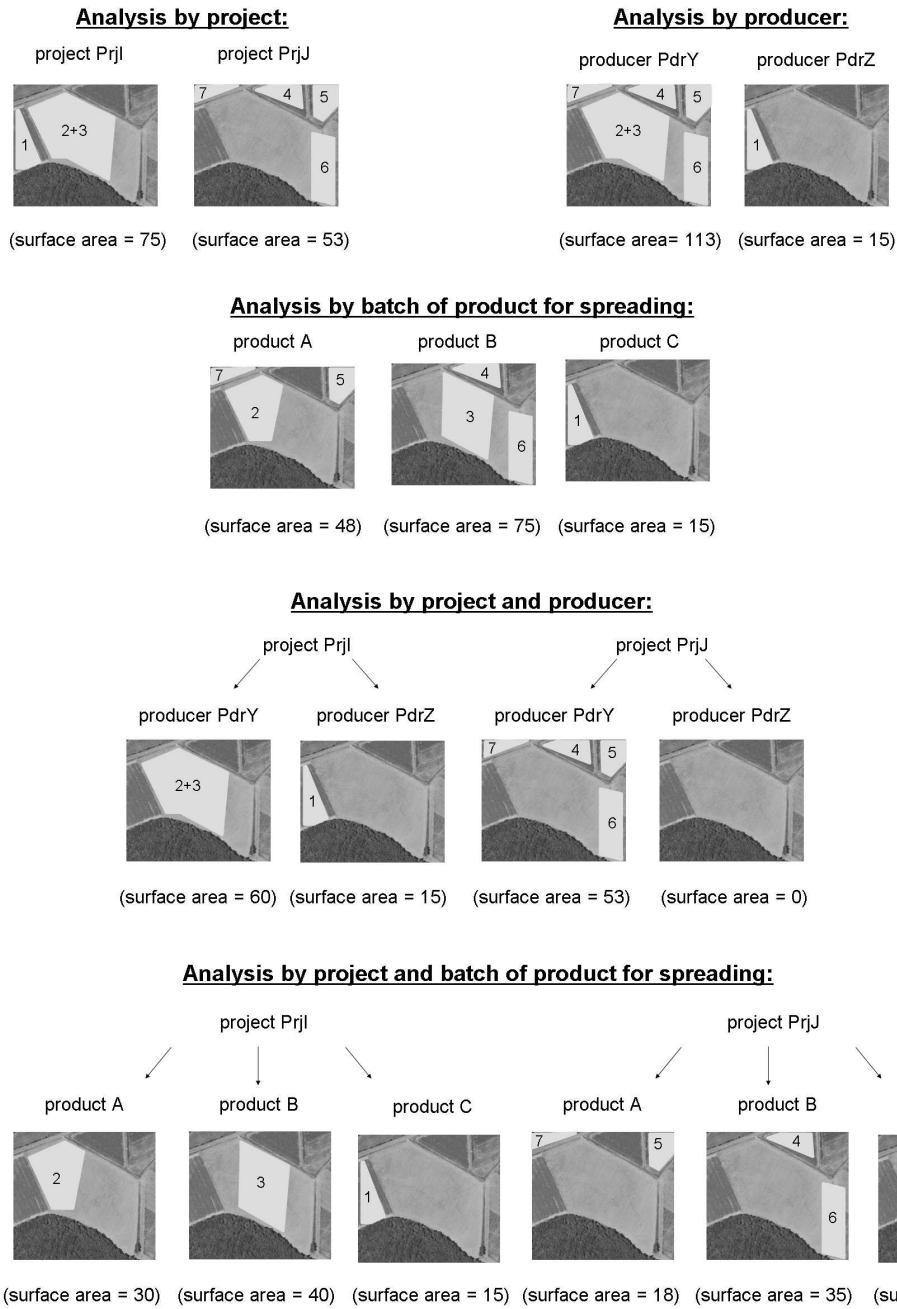 Analysis by project:
Analysis by producer:
project PrjI
project PrjJ
producer PdrY
producer PdrZ
1
2+3
7
4
5
6
7
4
5
2+3
6
1
(surface area = 75)
(surface area = 53)
(surface area= 113)
(surface area = 15)
Analysis by batch of product for spreading:
product A
product B
product C
7
5
2
4
3
6
1
(surface area = 48)
(surface area = 75)
(surface area = 15)
Analysis by project and producer:
project PrjI
project PrjJ
producer PdrY
producer PdrZ
producer PdrY
producer PdrZ
2+3
1
7
4
5
6
(surface area = 60)
(surface area = 15)
(surface area = 53)
(surface area = 0)
Analysis by project and batch of product for spreading:
project PrjI
project PrjJ
product A
product B
product C
product A
product B
2
3
1
7
5
4
6
(surface area = 30)
(surface area = 40)
(surface area = 15)
(surface area = 18)
(surface area = 35)